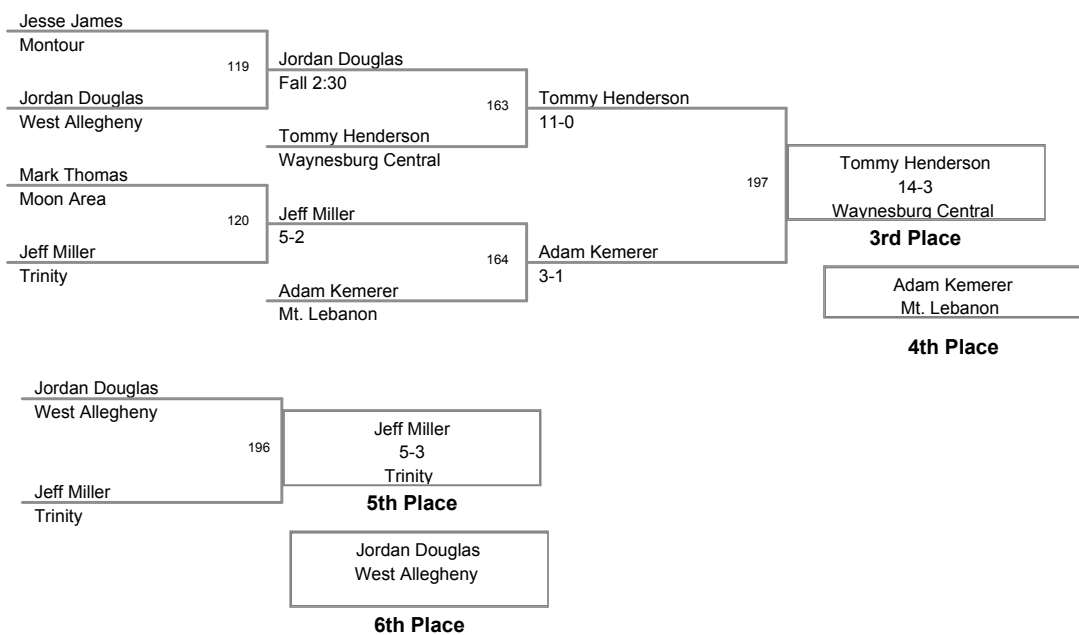 Jesse James
Montour
119
Jordan Douglas
Fall 2:30
Jordan Douglas
West Allegheny
163
Tommy Henderson
11-0
Tommy Henderson
Waynesburg Central
Mark Thomas
Moon Area
197
Tommy Henderson
14-3
Waynesburg Central
3rd Place
120
Jeff Miller
5-2
Jeff Miller
Trinity
164
Adam Kemerer
3-1
Adam Kemerer
Mt. Lebanon
Adam Kemerer
Mt. Lebanon
4th Place
Jordan Douglas
West Allegheny
196
Jeff Miller
5-3
Trinity
5th Place
Jeff Miller
Trinity
Jordan Douglas
West Allegheny
6th Place